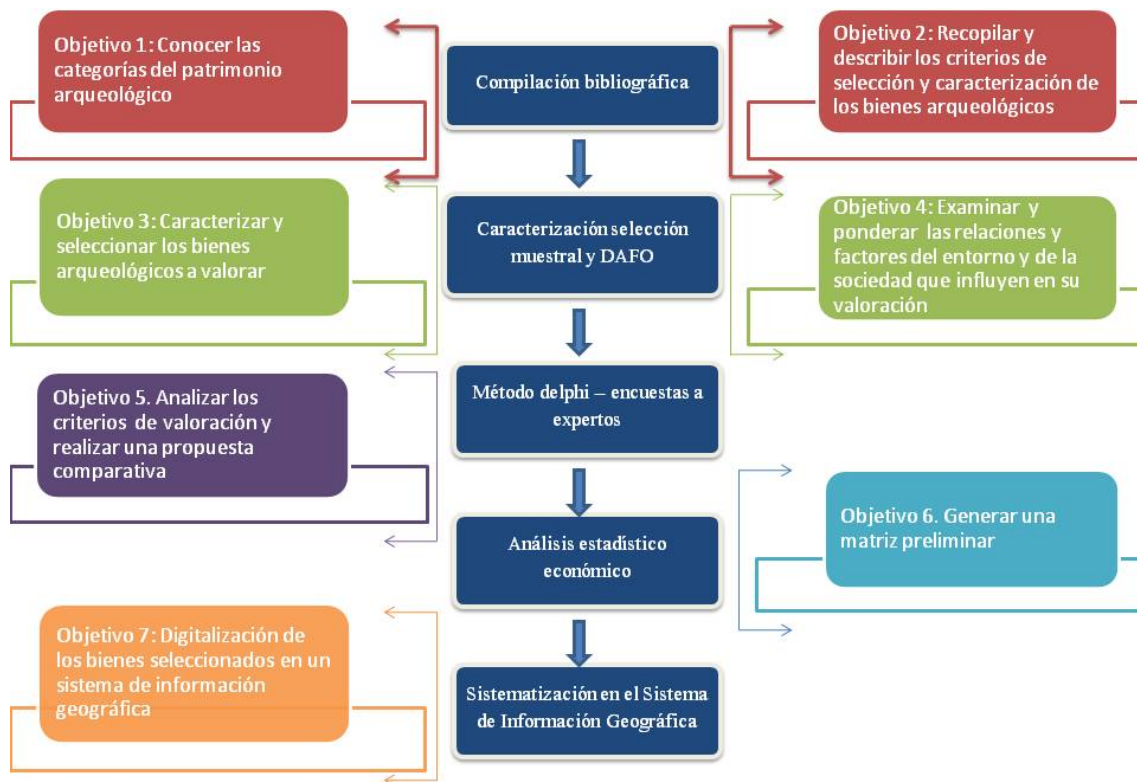 Objetivo 1: Conocer las
categorías del patrimonio
arqueológico
Compilación bibliográfica
Objetivo 2: Recopilar y
describir los criterios de
selección y caracterización de
los bienes arqueológicos
Objetivo 3: Caracterizar y
seleccionar los bienes
arqueológicos a valorar
Caracterización selección
muestral y DAFO
Objetivo 4: Examinar y
ponderar las relaciones y
factores del entorno y de la
sociedad que influyen en su
valoración
Objetivo 5. Analizar los
criterios de valoración y
realizar una propuesta
comparativa
Método delphi – encuestas a
expertos
Análisis estadístico
económico
Objetivo 6. Generar una
matriz preliminar
Objetivo 7: Digitalización de
los bienes seleccionados en un
sistema de información
geográfica
Sistematización en el Sistema
de Información Geográfica